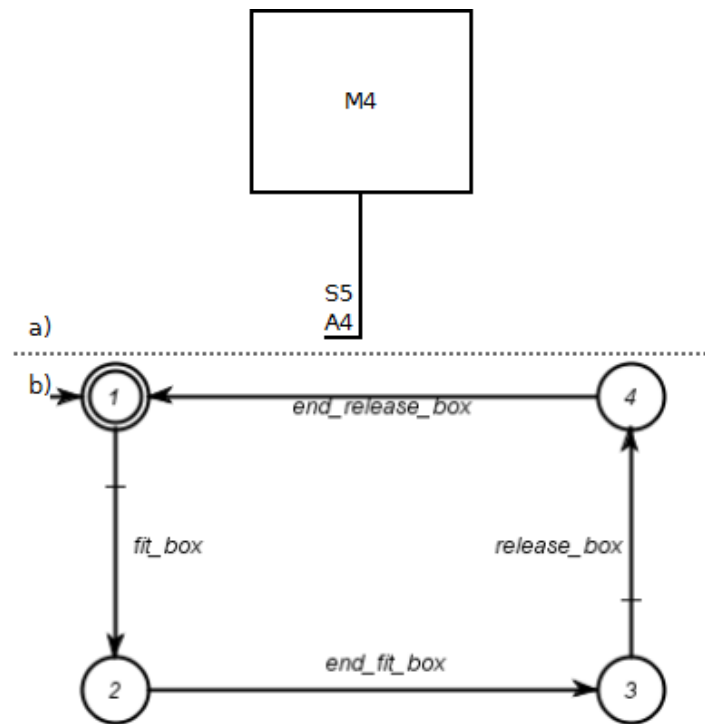 M4
S5
A4
a)
b)
1
end_release_box
4
fit_box
release_box
2
end_fit_box
3